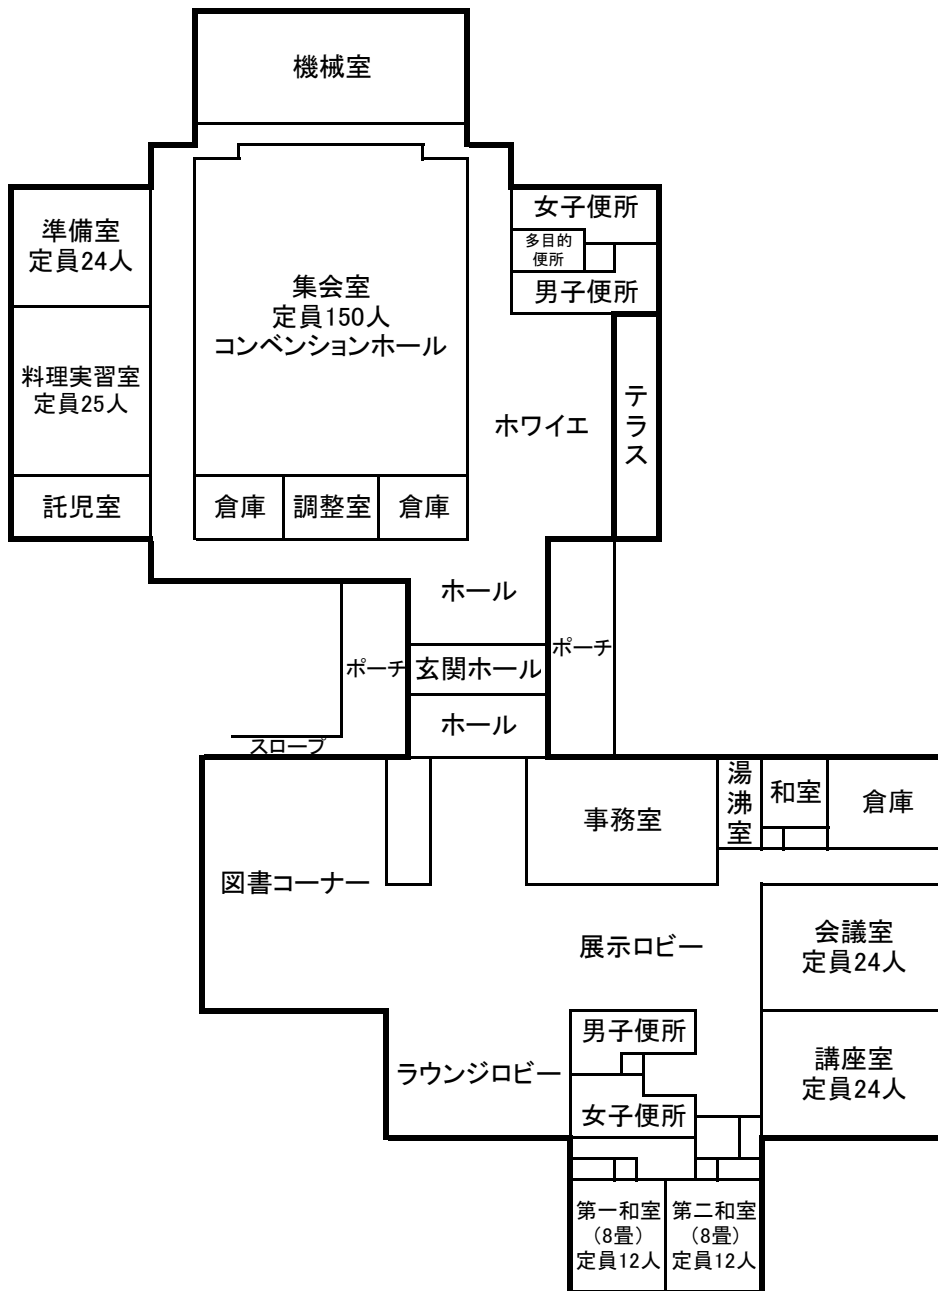 機械室
女子便所
準備室
定員24人
多目的
便所
集会室
定員150人
コンベンションホール
男子便所
料理実習室
定員25人
テラス
ホワイエ
託児室
倉庫
調整室
倉庫
ホール
ポーチ
玄関ホール
ポーチ
ホール
スロープ
湯沸室
和室
倉庫
事務室
図書コーナー
展示ロビー
会議室
定員24人
男子便所
ラウンジロビー
講座室
定員24人
女子便所
第一和室
（8畳）
定員12人
第二和室
（8畳）
定員12人